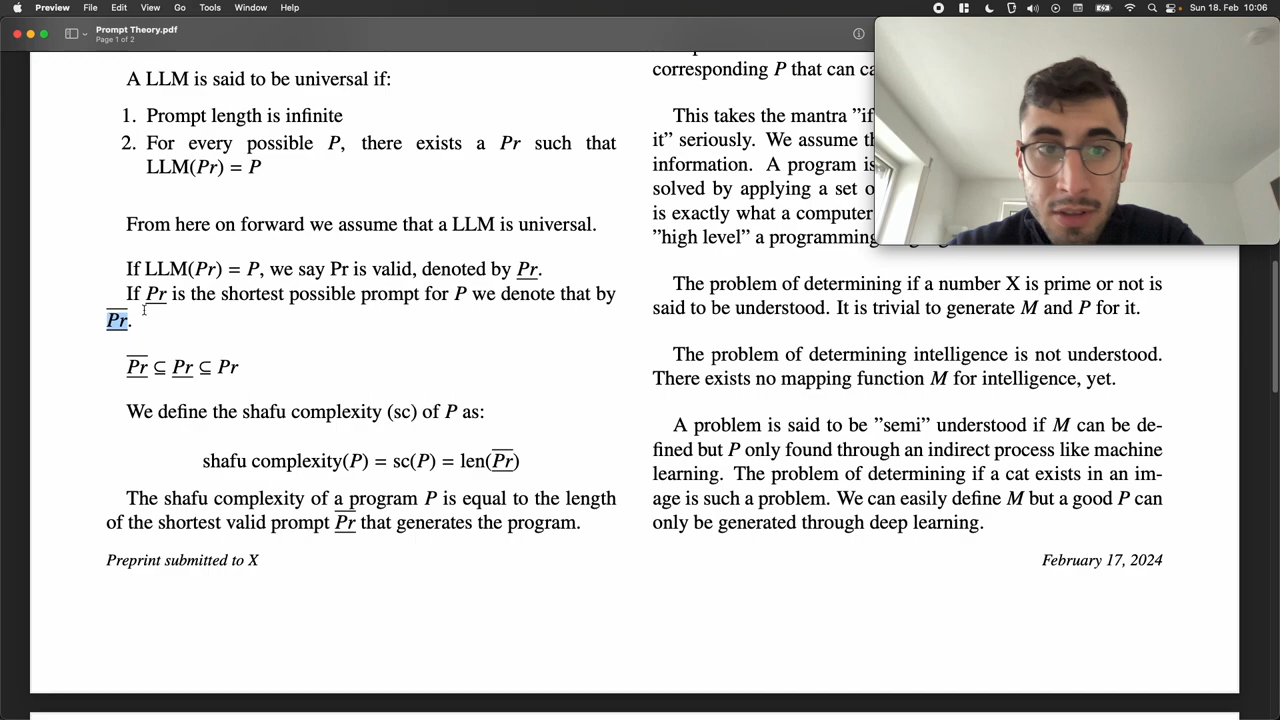 Preview File Edit View Go Tools Window Help Sun 18. Feb 10:06
Prompt Theory.pdf
Page 1 of 2
A LLM is said to be universal if:
1. Prompt length is infinite
2. For every possible P, there exists a Pr such that
LLM(Pr) = P
From here on forward we assume that a LLM is universal.
If LLM(Pr) = P, we say Pr is valid, denoted by Pr.
If Pr is the shortest possible prompt for P we denote that by
Pr.
Pr ⊆ Pr ⊆ Pr
We define the shafu complexity (sc) of P as:
shafu complexity(P) = sc(P) = len(Pr)
The shafu complexity of a program P is equal to the length
of the shortest valid prompt Pr that generates the program.
Preprint submitted to X
corresponding P that can
This takes the mantra ”if
it” seriously. We assume
information. A program is
solved by applying a set o
is exactly what a computer
”high level” a programming
The problem of determining if a number X is prime or not is
said to be understood. It is trivial to generate M and P for it.
The problem of determining intelligence is not understood.
There exists no mapping function M for intelligence, yet.
A problem is said to be ”semi” understood if M can be de-
fined but P only found through an indirect process like machine
learning. The problem of determining if a cat exists in an im-
age is such a problem. We can easily define M but a good P can
only be generated through deep learning.
February 17, 2024